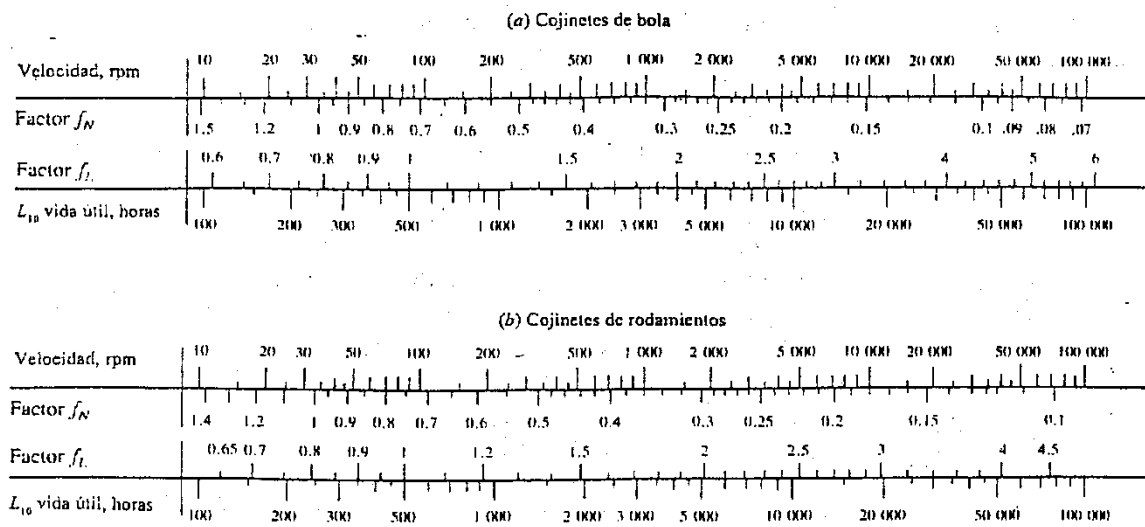 (a) Cojinetes de bola
Velocidad, rpm 10 20 30 50 100 200 500 1 000 2 000 5 000 10 000 20 000 50 000 100 000
Factor fN 1.5 1.2 1 0.9 0.8 0.7 0.6 0.5 0.4 0.3 0.25 0.2 0.15 0.1 .09 .08 .07
Factor fL 0.6 0.7 0.8 0.9 1 1.5 2 2.5 3 4 5 6
L10 vida útil, horas 100 200 300 500 1 000 2 000 3 000 5 000 10 000 20 000 50 000 100 000
(b) Cojinetes de rodamientos
Velocidad, rpm 10 20 30 50 100 200 500 1 000 2 000 5 000 10 000 20 000 50 000 100 000
Factor fN 1.4 1.2 1 0.9 0.8 0.7 0.6 0.5 0.4 0.3 0.25 0.2 0.15 0.1
Factor fL 0.65 0.7 0.8 0.9 1 1.2 1.5 2 2.5 3 4 4.5
L10 vida útil, horas 100 200 300 500 1 000 2 000 3 000 5 000 10 000 20 000 50 000 100 000